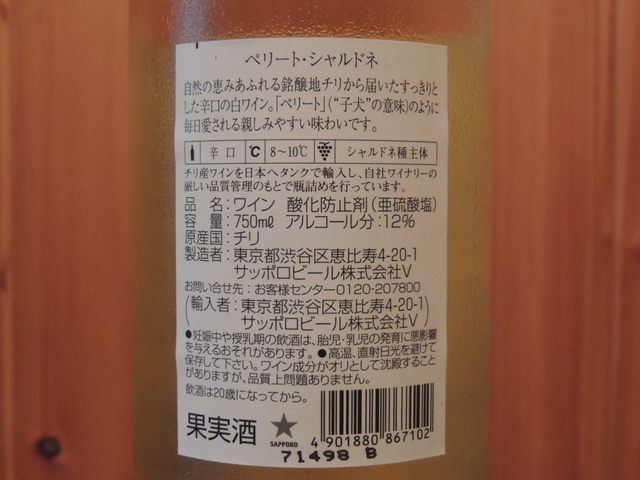 ペリート・シャルドネ
自然の恵みあふれる銘醸地チリから届いたすっきりと
した辛口の白ワイン。「ペリート」(“子犬”の意味)のように
毎日愛される親しみやすい味わいです。
辛口 ℃ 8~10℃ シャルドネ種主体
チリ産ワインを日本へタンクで輸入し、自社ワイナリーの
厳しい品質管理のもとで瓶詰めを行っています。
品 名:ワイン 酸化防止剤(亜硫酸塩)
容 量:750mℓ アルコール分:12%
原産国:チリ
製造者:東京都渋谷区恵比寿4-20-1
サッポロビール株式会社V
お問い合せ先:お客様センター0120-207800
(輸入者:東京都渋谷区恵比寿4-20-1
サッポロビール株式会社V)
●妊娠中や授乳期の飲酒は、胎児・乳児の発育に悪影響
を与えるおそれがあります。●高温、直射日光を避けて
保存して下さい。ワイン成分がオリとして沈殿すること
がありますが、品質上問題ありません。
飲酒は20歳になってから。
果実酒
SAPPORO
4 901880 867102
71498 B